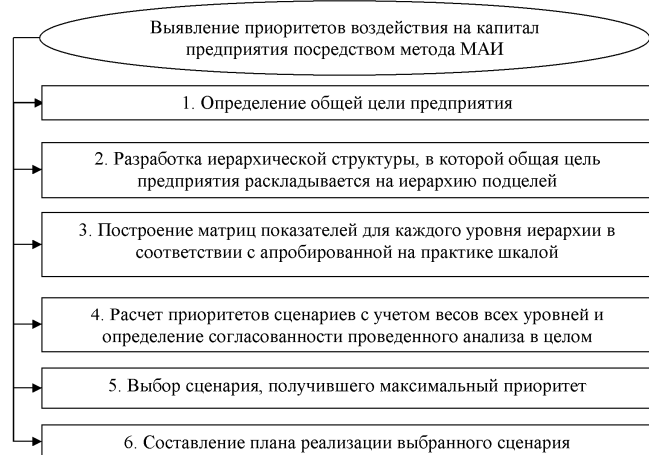 Выявление приоритетов воздействия на капитал
предприятия посредством метода МАИ
1. Определение общей цели предприятия
2. Разработка иерархической структуры, в которой общая цель
предприятия раскладывается на иерархию подцелей
3. Построение матриц показателей для каждого уровня иерархии в
соответствии с апробированной на практике шкалой
4. Расчет приоритетов сценариев с учетом весов всех уровней и
определение согласованности проведенного анализа в целом
5. Выбор сценария, получившего максимальный приоритет
6. Составление плана реализации выбранного сценария